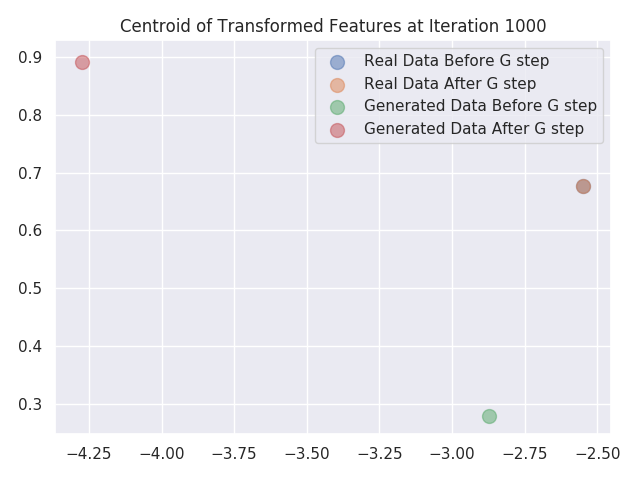 Centroid of Transformed Features at Iteration 1000
Real Data Before G step
Real Data After G step
Generated Data Before G step
Generated Data After G step
0.9
0.8
0.7
0.6
0.5
0.4
0.3
−4.25 −4.00 −3.75 −3.50 −3.25 −3.00 −2.75 −2.50